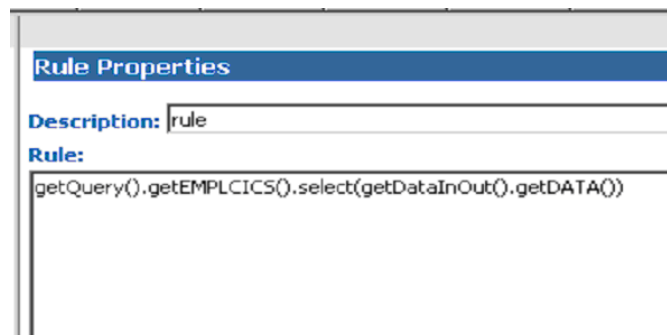 Rule Properties
Description: rule
Rule:
getQuery().getEMPLCICS().select(getDataInOut().getDATA())